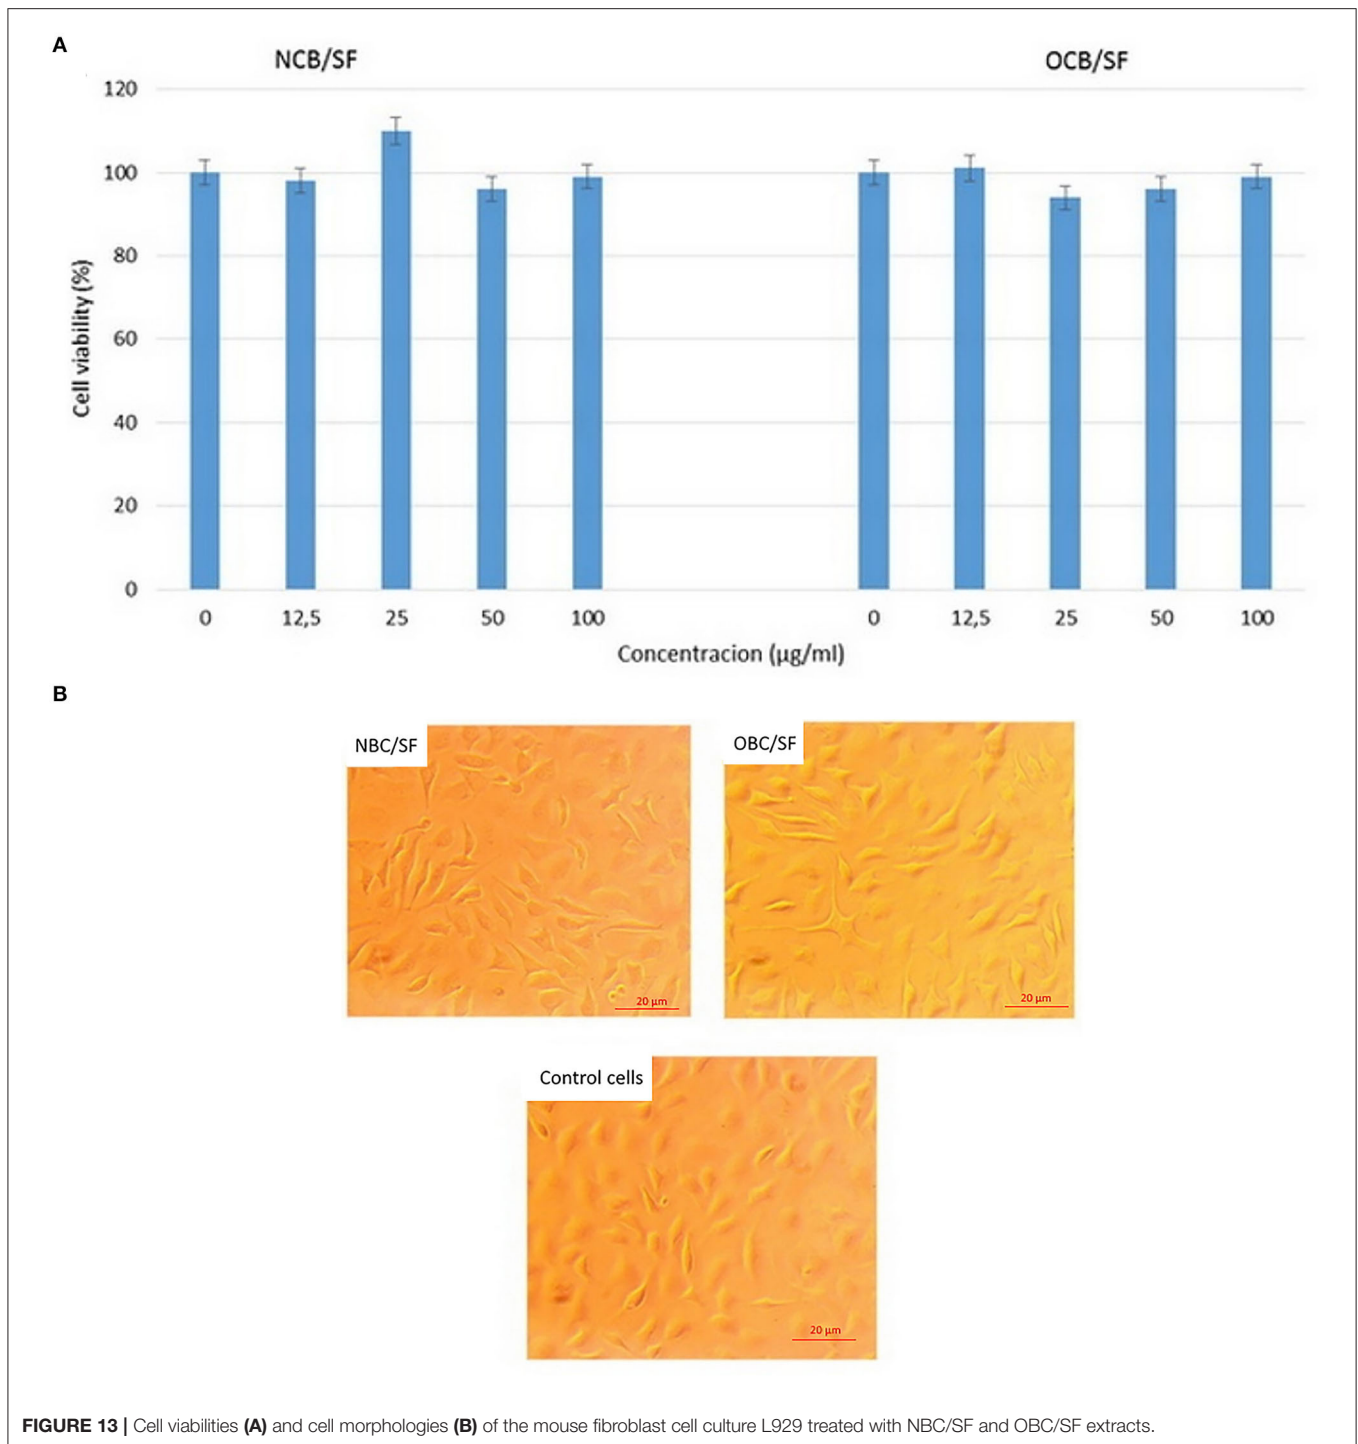 A
NCB/SF OCB/SF
120
100
80
60
40
20
0
Cell viability (%)
0 12,5 25 50 100 0 12,5 25 50 100
Concentracion (µg/ml)
B
NBC/SF
OBC/SF
20 µm
20 µm
Control cells
20 µm
FIGURE 13 | Cell viabilities (A) and cell morphologies (B) of the mouse fibroblast cell culture L929 treated with NBC/SF and OBC/SF extracts.